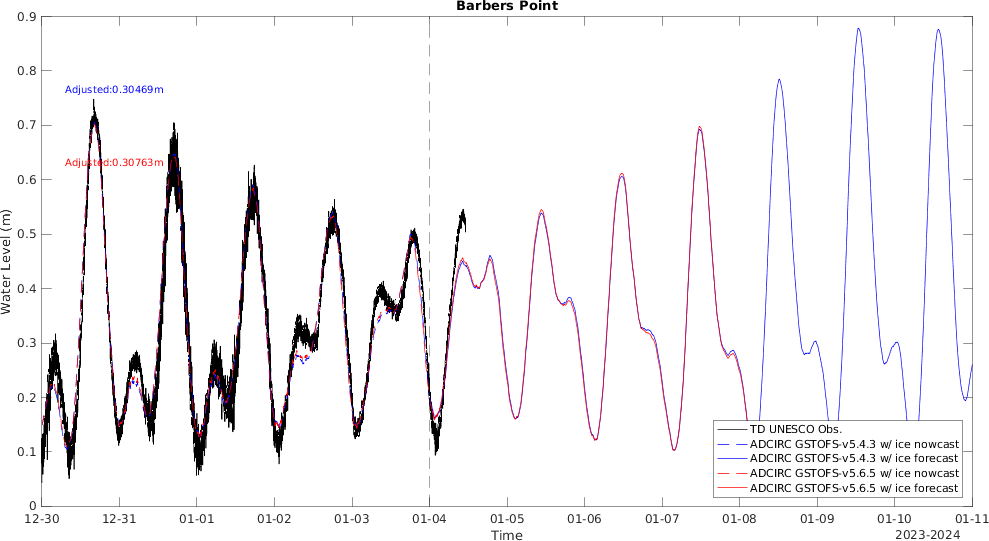 Barbers Point
0.9
0.8
0.7
0.6
0.5
0.4
0.3
0.2
0.1
0
Water Level (m)
Adjusted:0.30469m
Adjusted:0.30763m
TD UNESCO Obs.
ADCIRC GSTOFS-v5.4.3 w/ ice nowcast
ADCIRC GSTOFS-v5.4.3 w/ ice forecast
ADCIRC GSTOFS-v5.6.5 w/ ice nowcast
ADCIRC GSTOFS-v5.6.5 w/ ice forecast
12-30 12-31 01-01 01-02 01-03 01-04 01-05 01-06 01-07 01-08 01-09 01-10 01-11
Time
2023-2024